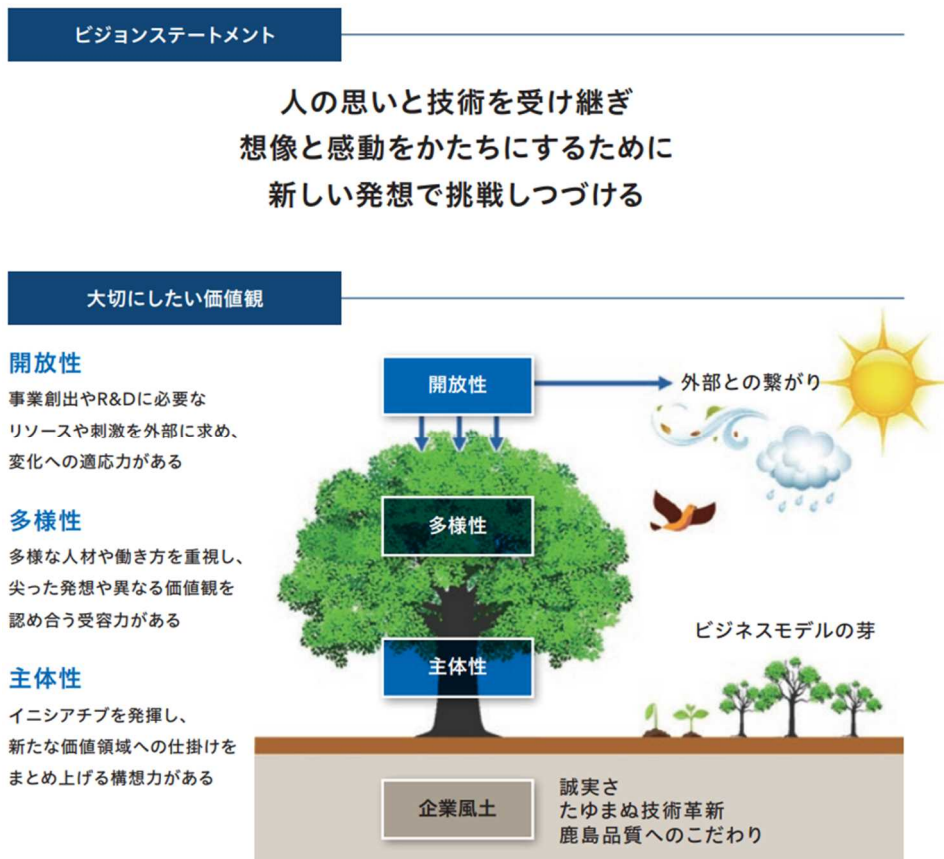 ビジョンステートメント
人の思いと技術を受け継ぎ
想像と感動をかたちにするために
新しい発想で挑戦しつづける
大切にしたい価値観
開放性
事業創出やR&Dに必要な
リソースや刺激を外部に求め、
変化への適応力がある
多様性
多様な人材や働き方を重視し、
尖った発想や異なる価値観を
認め合う受容力がある
主体性
イニシアチブを発揮し、
新たな価値領域への仕掛けを
まとめ上げる構想力がある
開放性
外部との繋がり
多様性
主体性
ビジネスモデルの芽
企業風土
誠実さ
たゆまぬ技術革新
鹿島品質へのこだわり